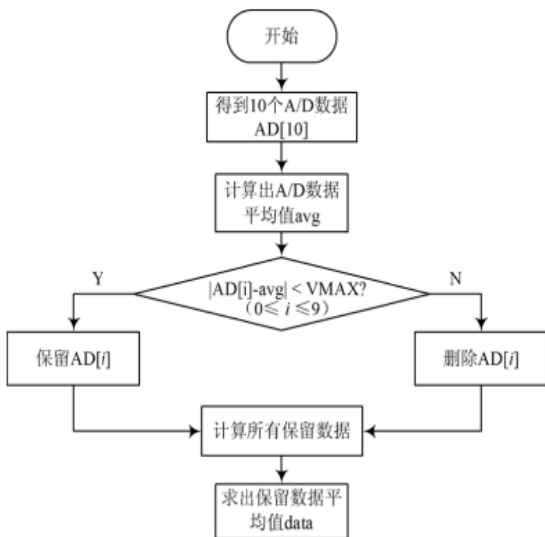 开始
得到10个A/D数据
AD[10]
计算出A/D数据
平均值avg
Y
|AD[i]-avg| < VMAX?
N
（0≤ i ≤9）
保留AD[i]
删除AD[i]
计算所有保留数据
求出保留数据平
均值data